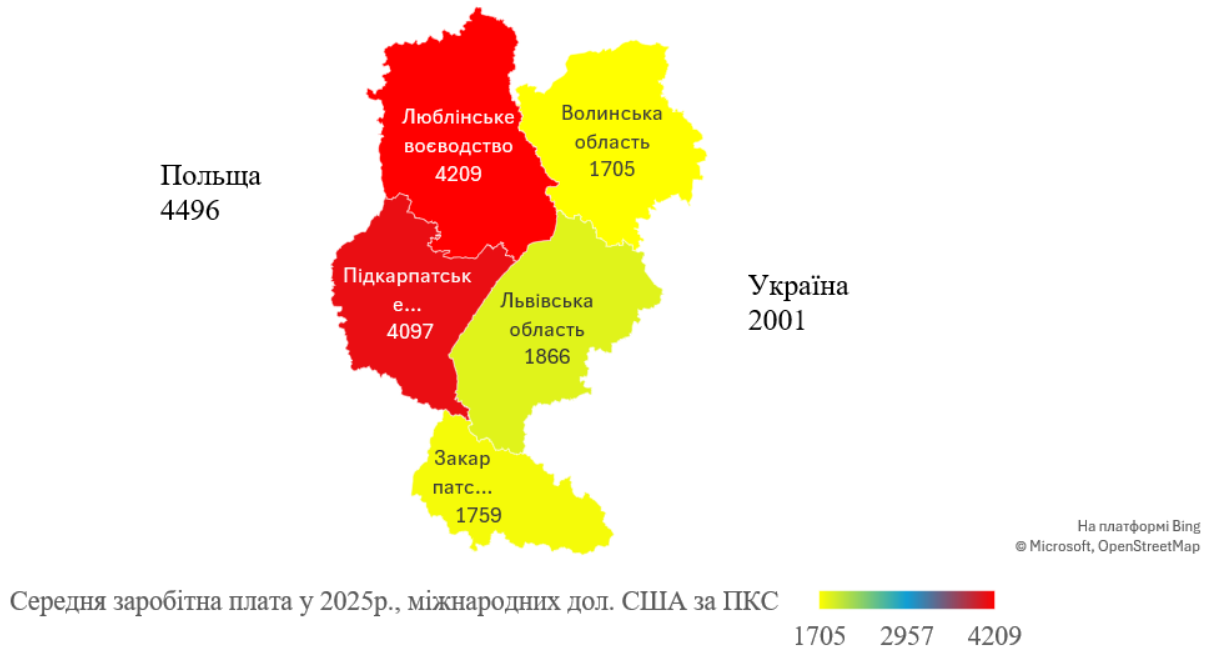 Люблінське
воєводство
4209
Волинська
область
1705
Польща
4496
Підкарпатськ
е...
4097
Львівська
область
1866
Україна
2001
Закар
патс...
1759
На платформі Bing
© Microsoft, OpenStreetMap
Середня заробітна плата у 2025р., міжнародних дол. США за ПКС
1705 2957 4209